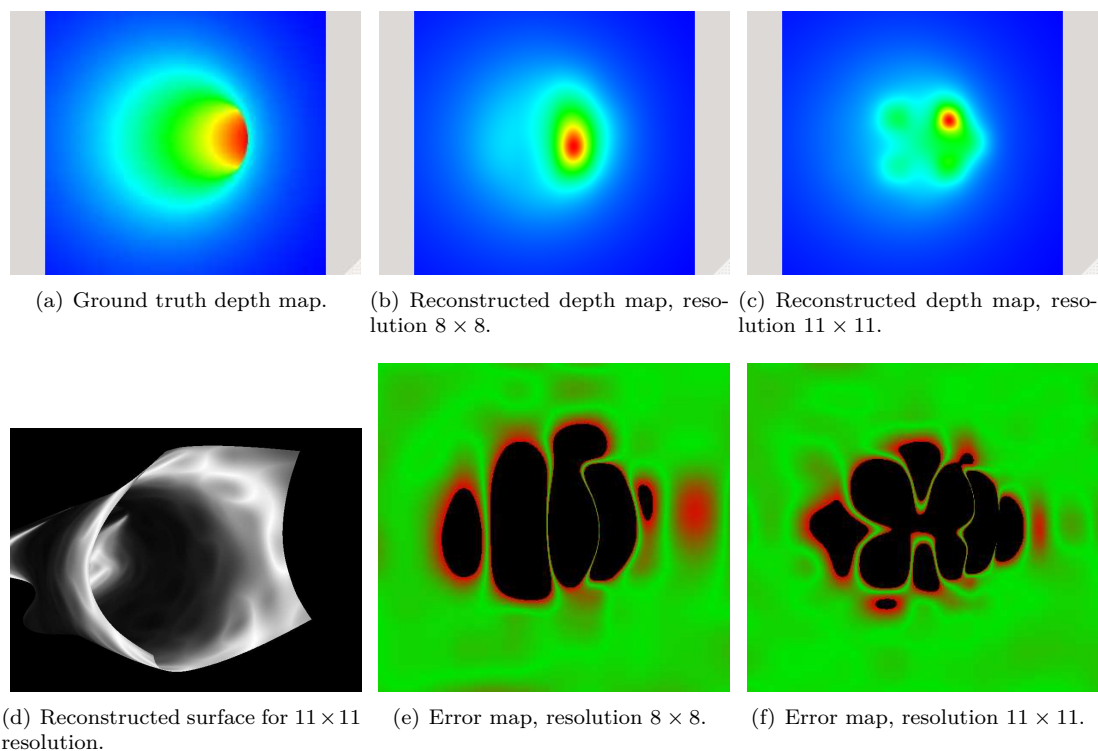 (a) Ground truth depth map.
(b) Reconstructed depth map, reso-
lution 8 × 8.
(c) Reconstructed depth map, reso-
lution 11 × 11.
(d) Reconstructed surface for 11×11
resolution.
(e) Error map, resolution 8 × 8.
(f) Error map, resolution 11 × 11.